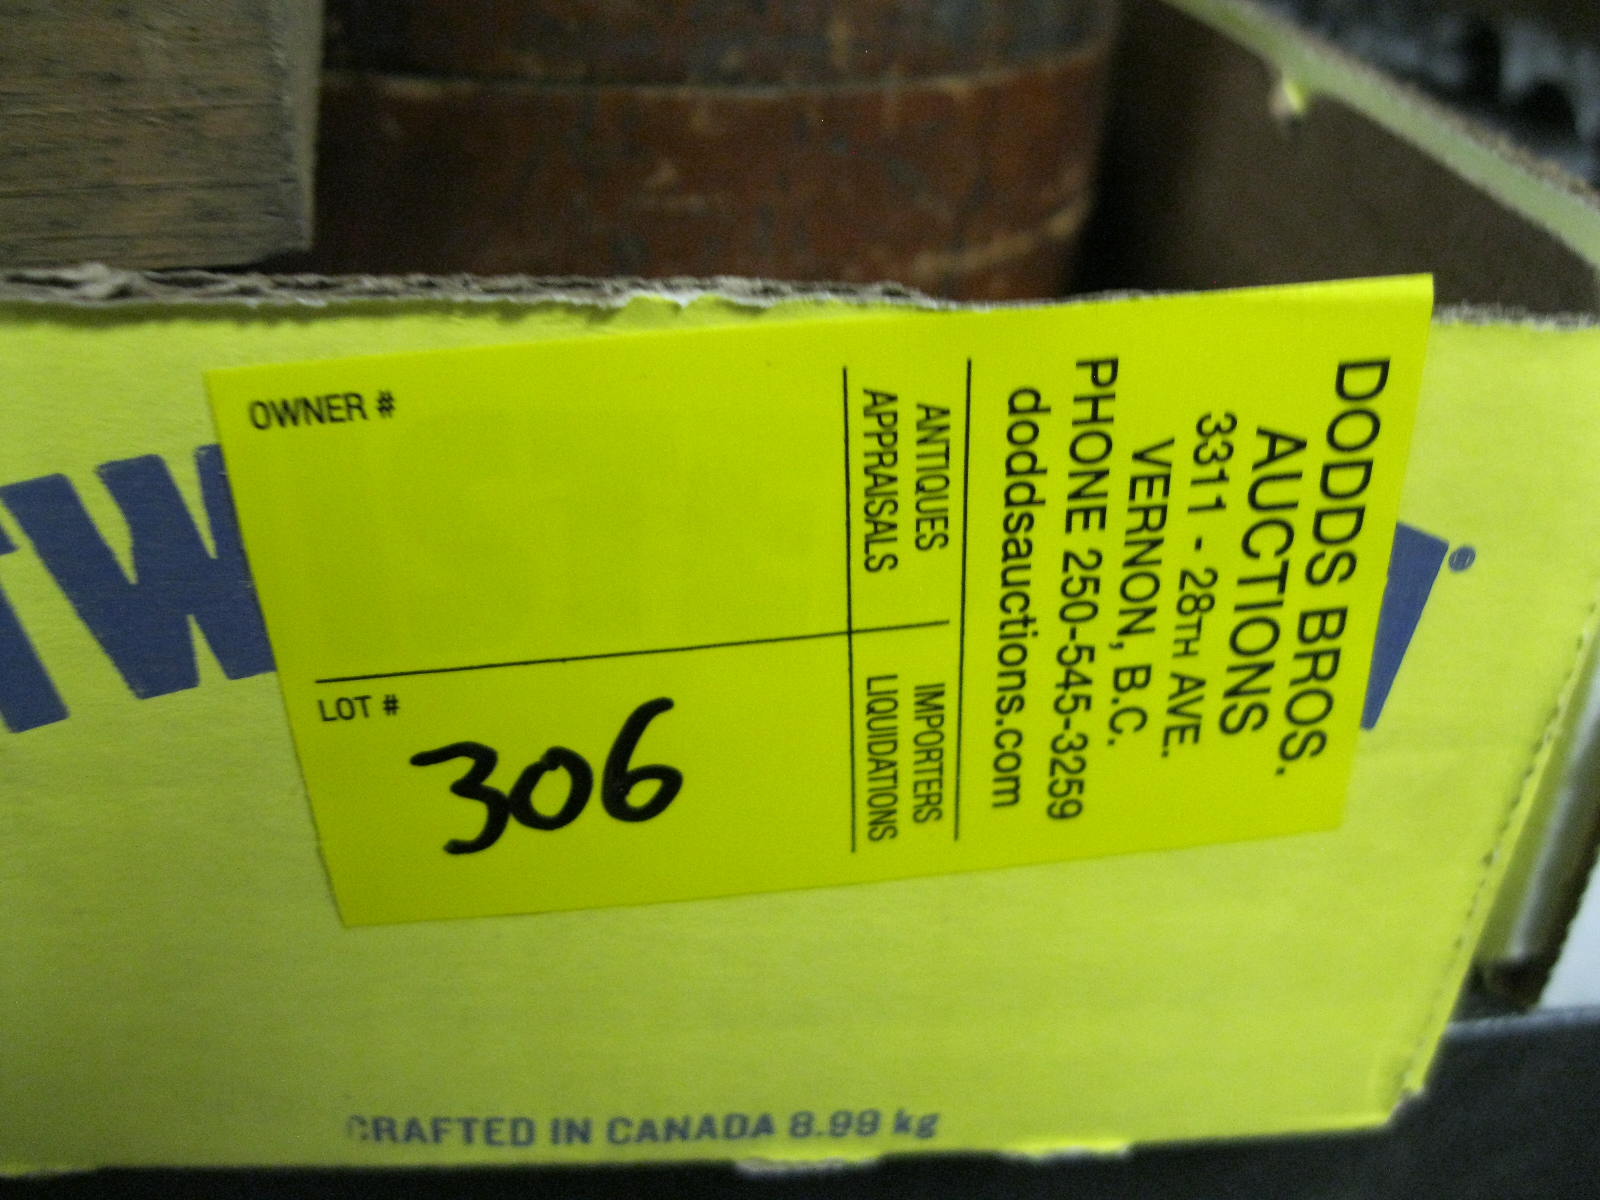 DODDS BROS.
AUCTIONS
3311 - 28TH AVE.
VERNON, B.C.
PHONE 250-545-3259
doddsauctions.com
ANTIQUES IMPORTERS
APPRAISALS LIQUIDATIONS
OWNER #
LOT #
306
CRAFTED IN CANADA 8.99 kg